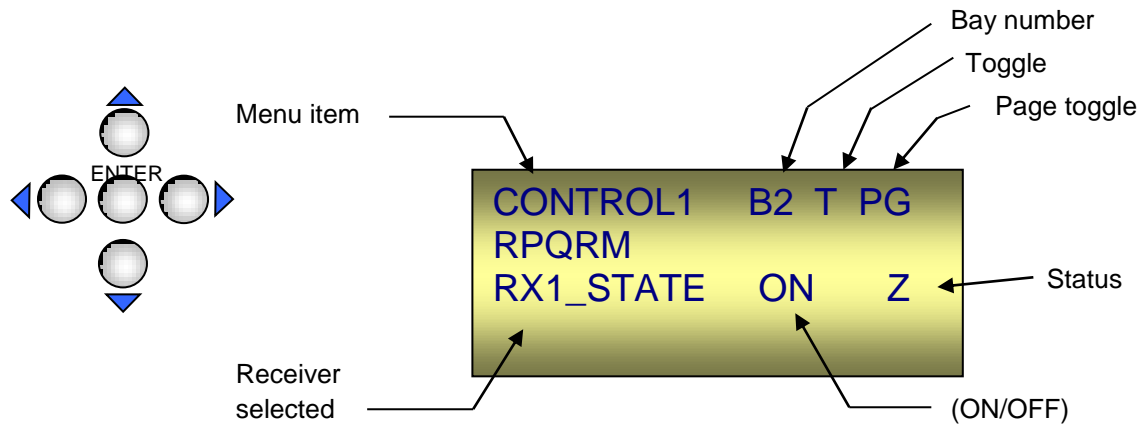 Bay number
Toggle
Page toggle
Menu item
ENTER
CONTROL1 B2 T PG
RPQRM
RX1_STATE ON Z
Status
Receiver
selected
(ON/OFF)